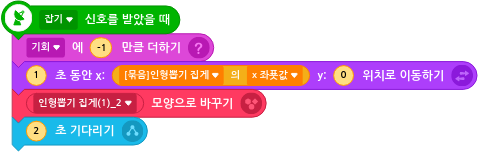 잡기 신호를 받았을 때
기회 에 -1 만큼 더하기 ?
1 초 동안 x: [묶음]인형뽑기 집게 의 x 좌푯값 y: 0 위치로 이동하기
인형뽑기 집게(1)_2 모양으로 바꾸기
2 초 기다리기